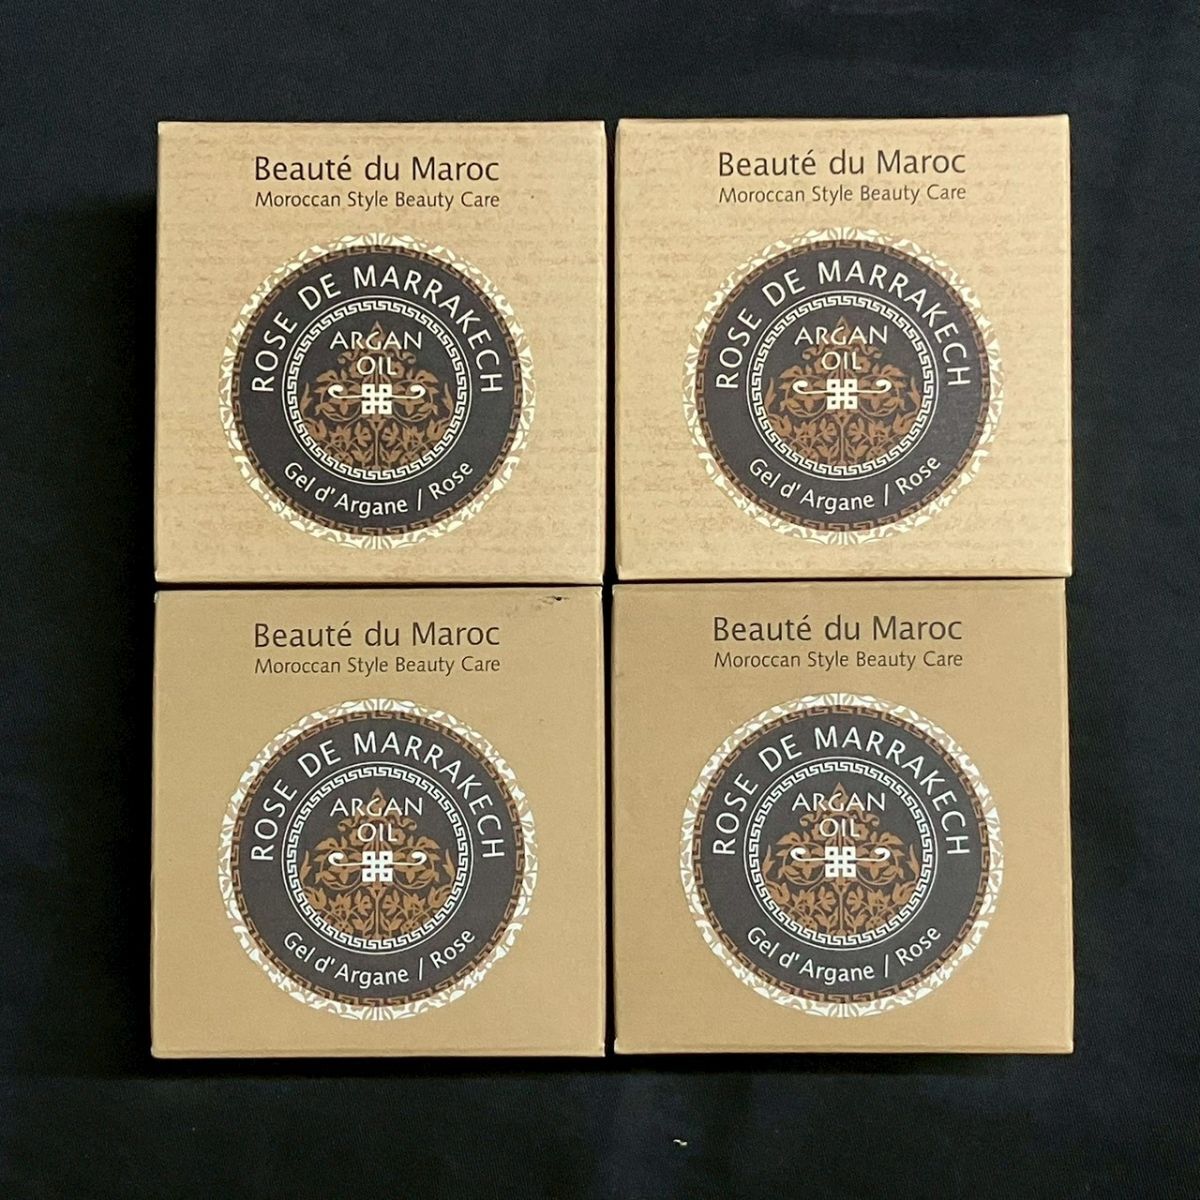 Beauté du Maroc
Moroccan Style Beauty Care
ROSE DE MARRAKECH
ARGAN
OIL
Gel d'Argane / Rose
Beauté du Maroc
Moroccan Style Beauty Care
ROSE DE MARRAKECH
ARGAN
OIL
Gel d'Argane / Rose
Beauté du Maroc
Moroccan Style Beauty Care
ROSE DE MARRAKECH
ARGAN
OIL
Gel d'Argane / Rose
Beauté du Maroc
Moroccan Style Beauty Care
ROSE DE MARRAKECH
ARGAN
OIL
Gel d'Argane / Rose